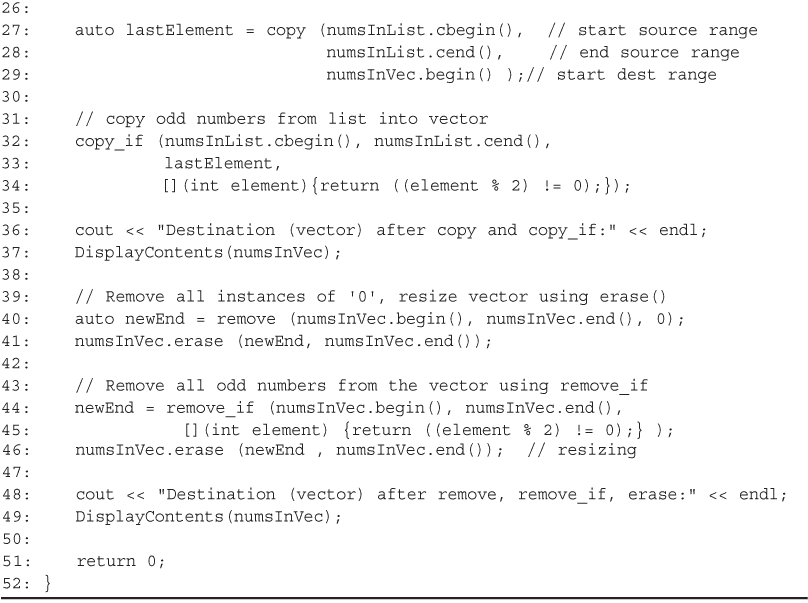 26:
27:    auto lastElement = copy (numsInList.cbegin(),  // start source range
28:                             numsInList.cend(),    // end source range
29:                             numsInVec.begin() );// start dest range
30:
31:    // copy odd numbers from list into vector
32:    copy_if (numsInList.cbegin(), numsInList.cend(),
33:             lastElement,
34:             [](int element){return ((element % 2) != 0);});
35:
36:    cout << "Destination (vector) after copy and copy_if:" << endl;
37:    DisplayContents(numsInVec);
38:
39:    // Remove all instances of '0', resize vector using erase()
40:    auto newEnd = remove (numsInVec.begin(), numsInVec.end(), 0);
41:    numsInVec.erase (newEnd, numsInVec.end());
42:
43:    // Remove all odd numbers from the vector using remove_if
44:    newEnd = remove_if (numsInVec.begin(), numsInVec.end(),
45:               [](int element) {return ((element % 2) != 0);} );
46:    numsInVec.erase (newEnd , numsInVec.end());  // resizing
47:
48:    cout << "Destination (vector) after remove, remove_if, erase:" << endl;
49:    DisplayContents(numsInVec);
50:
51:    return 0;
52: }